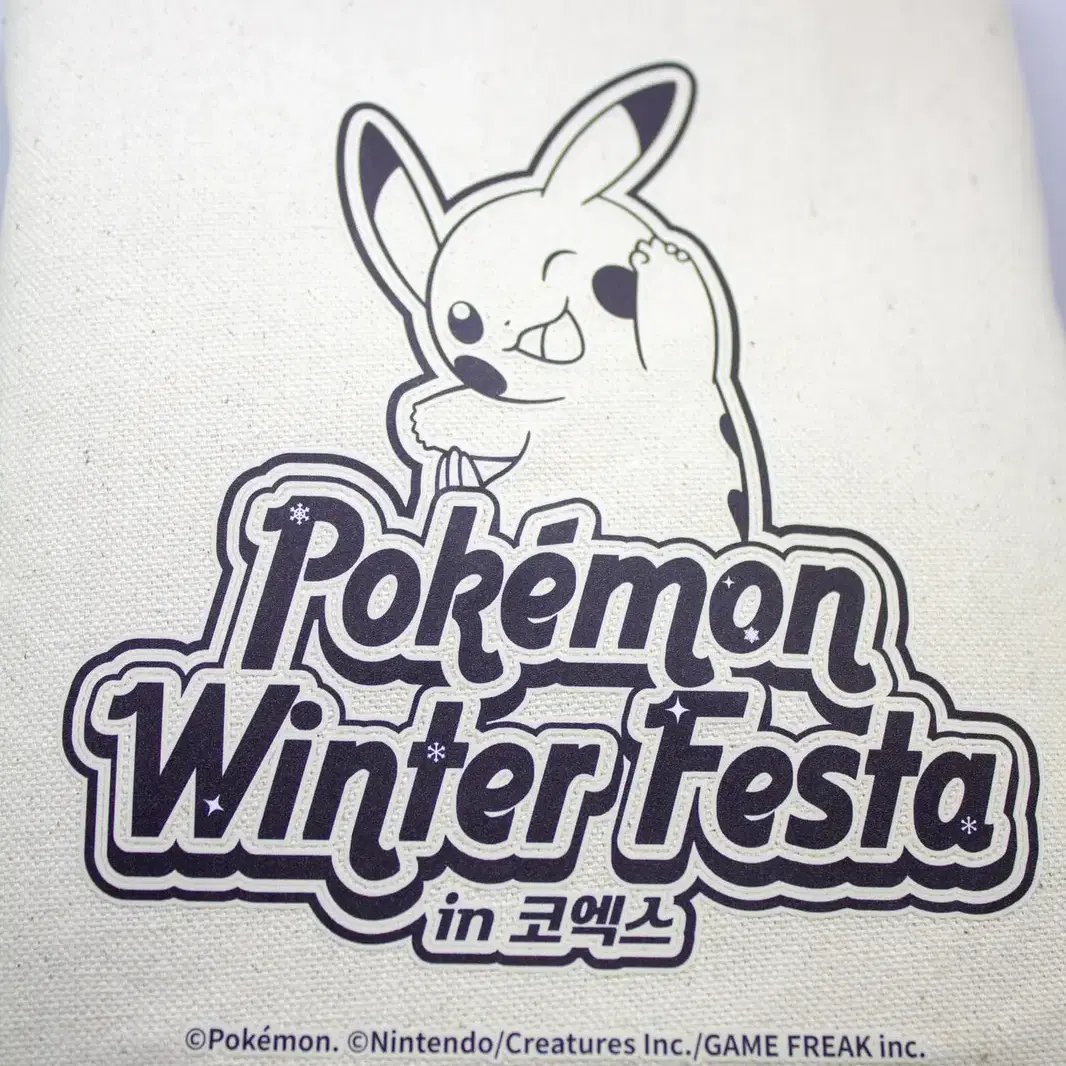 Pokémon
Winter Festa
in 코엑스
©Pokémon. ©Nintendo/Creatures Inc./GAME FREAK inc.